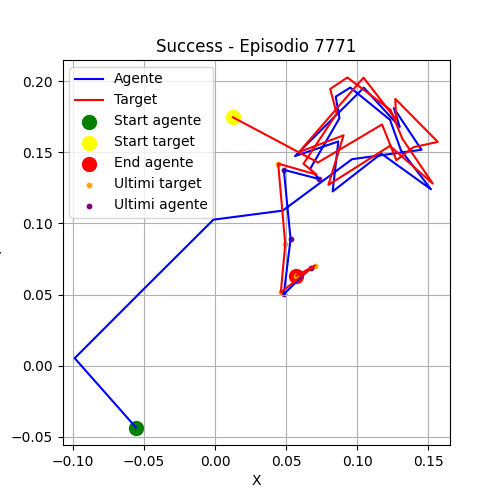 Success - Episodio 7771
Agente
Target
Start agente
Start target
End agente
Ultimi target
Ultimi agente
0.20
0.15
0.10
0.05
0.00
−0.05
−0.10
−0.05
0.00
0.05
0.10
0.15
X